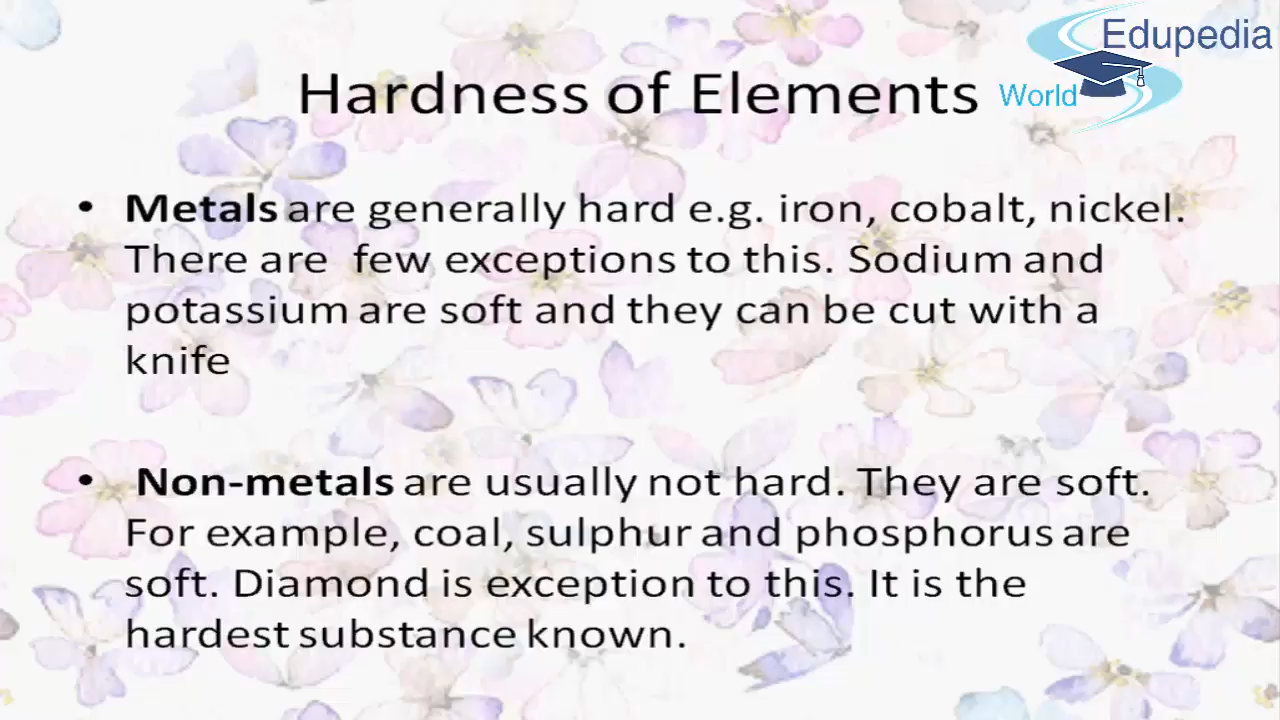 Edupedia
World
Hardness of Elements
• Metals are generally hard e.g. iron, cobalt, nickel.
There are few exceptions to this. Sodium and
potassium are soft and they can be cut with a
knife
• Non-metals are usually not hard. They are soft.
For example, coal, sulphur and phosphorus are
soft. Diamond is exception to this. It is the
hardest substance known.